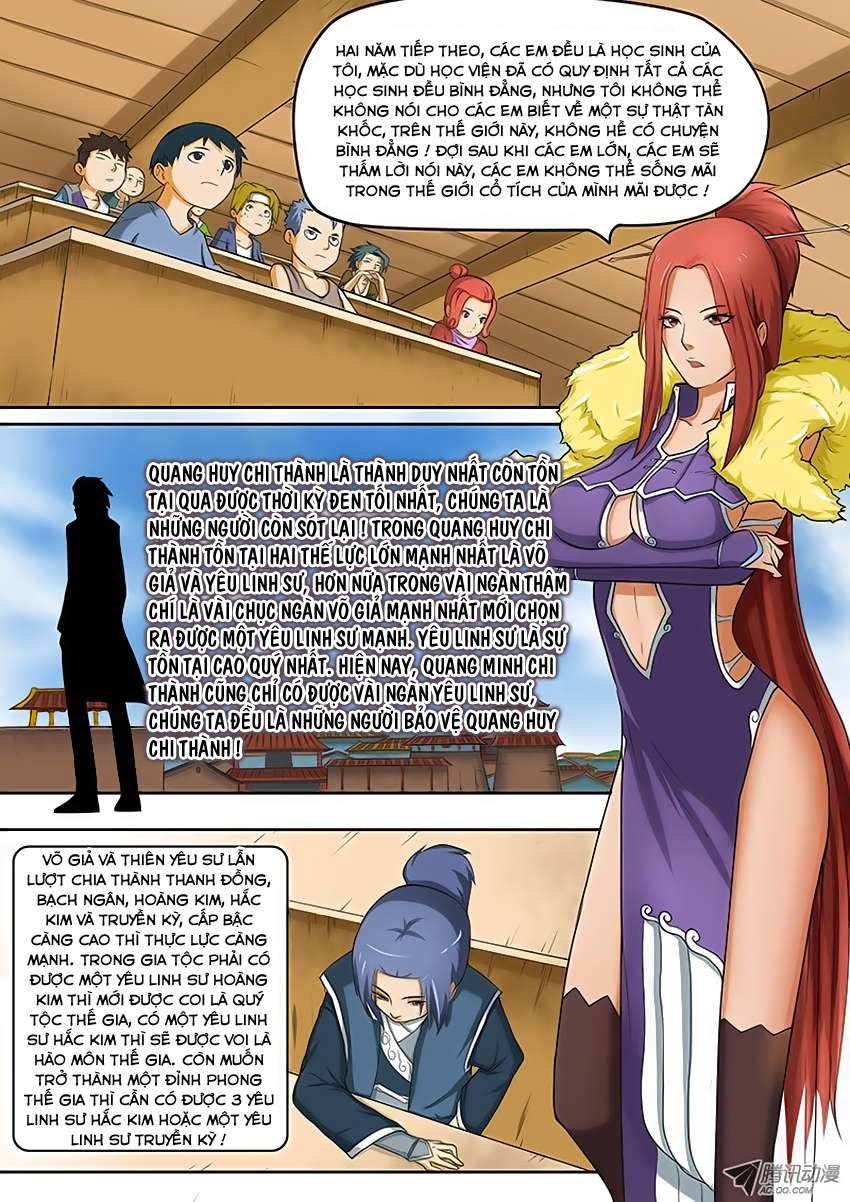 HAI NĂM TIẾP THEO, CÁC EM ĐỀU LÀ HỌC SINH CỦA
TÔI, MẶC DÙ HỌC VIỆN ĐÃ CÓ QUY ĐỊNH TẤT CẢ CÁC
HỌC SINH ĐỀU BÌNH ĐẲNG, NHƯNG TÔI KHÔNG THỂ
KHÔNG NÓI CHO CÁC EM BIẾT VỀ MỘT SỰ THẬT TÀN
KHỐC, TRÊN THẾ GIỚI NÀY, KHÔNG HỀ CÓ CHUYỆN
BÌNH ĐẲNG ! ĐỢI SAU KHI CÁC EM LỚN, CÁC EM SẼ
THẤM LỜI NÓI NÀY, CÁC EM KHÔNG THỂ SỐNG MÃI
TRONG THẾ GIỚI CỔ TÍCH CỦA MÌNH MÃI ĐƯỢC !
QUANG HUY CHI THÀNH LÀ THÀNH DUY NHẤT CÒN TỒN
TẠI QUA ĐƯỢC THỜI KỲ ĐEN TỐI NHẤT, CHÚNG TA LÀ
NHỮNG NGƯỜI CÒN SÓT LẠI ! TRONG QUANG HUY CHI
THÀNH TỒN TẠI HAI THẾ LỰC LỚN MẠNH NHẤT LÀ VÕ
GIẢ VÀ YÊU LINH SƯ, HƠN NỮA TRONG VÀI NGÀN THẬM
CHÍ LÀ VÀI CHỤC NGÀN VÕ GIẢ MẠNH NHẤT MỚI CHỌN
RA ĐƯỢC MỘT YÊU LINH SƯ MẠNH. YÊU LINH SƯ LÀ SỰ
TỒN TẠI CAO QUÝ NHẤT. HIỆN NAY, QUANG MINH CHI
THÀNH CŨNG CHỈ CÓ ĐƯỢC VÀI NGÀN YÊU LINH SƯ,
CHÚNG TA ĐỀU LÀ NHỮNG NGƯỜI BẢO VỆ QUANG HUY
CHI THÀNH !
VÕ GIẢ VÀ THIÊN YÊU SƯ LẦN
LƯỢT CHIA THÀNH THANH ĐỒNG,
BẠCH NGÂN, HOÀNG KIM, HẮC
KIM VÀ TRUYỀN KỲ, CẤP BẬC
CÀNG CAO THÌ THỰC LỰC CÀNG
MẠNH. TRONG GIA TỘC PHẢI CÓ
ĐƯỢC MỘT YÊU LINH SƯ HOÀNG
KIM THÌ MỚI ĐƯỢC COI LÀ QUÝ
TỘC THẾ GIA, CÓ MỘT YÊU LINH
SƯ HẮC KIM THÌ SẼ ĐƯỢC VOI LÀ
HÀO MÔN THẾ GIA. CÒN MUỐN
TRỞ THÀNH MỘT ĐỈNH PHONG
THẾ GIA THÌ CẦN CÓ ĐƯỢC 3 YÊU
LINH SƯ HẮC KIM HOẶC MỘT YÊU
LINH SƯ TRUYỀN KỲ !
腾讯动漫
AC.QQ.COM